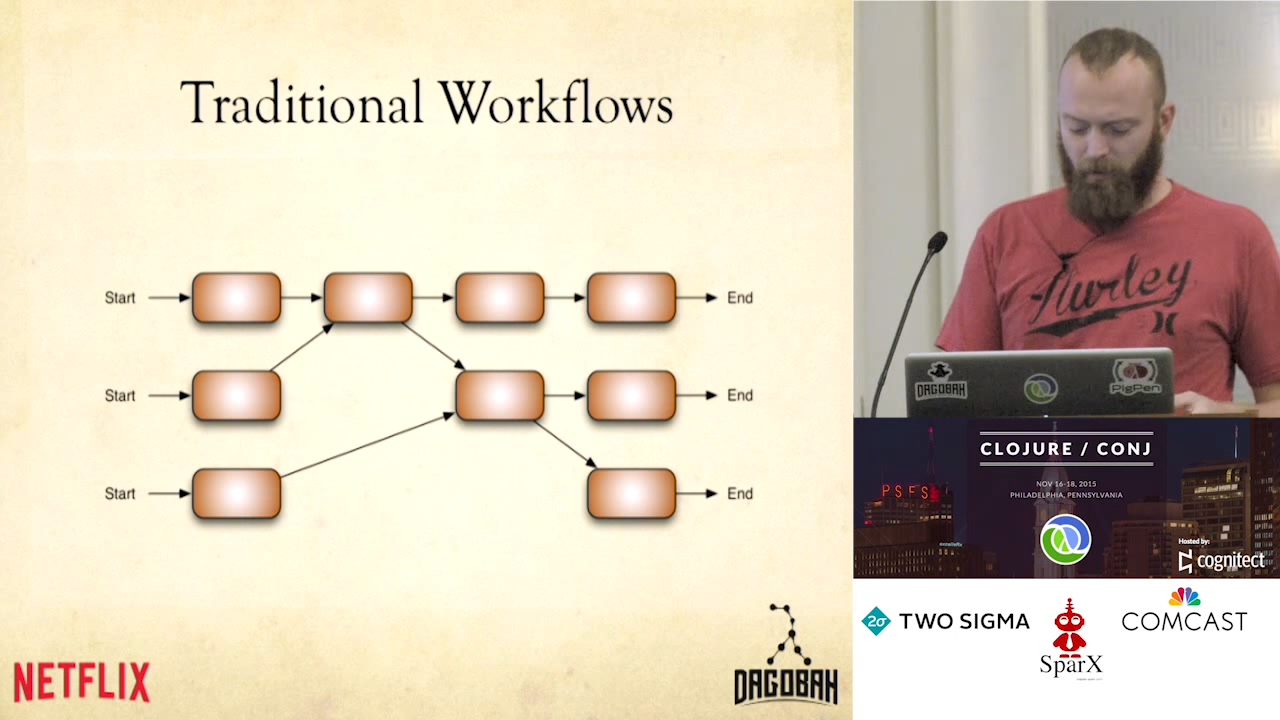 Traditional Workflows
Start
End
Start
End
Start
End
NETFLIX
DAGOBAH
Hurley
DAGOBAH
PigPen
CLOJURE / CONJ
NOV 16-18, 2015
PHILADELPHIA, PENNSYLVANIA
PSFS
Hosted by:
cognitect
2σ TWO SIGMA
SparX
COMCAST